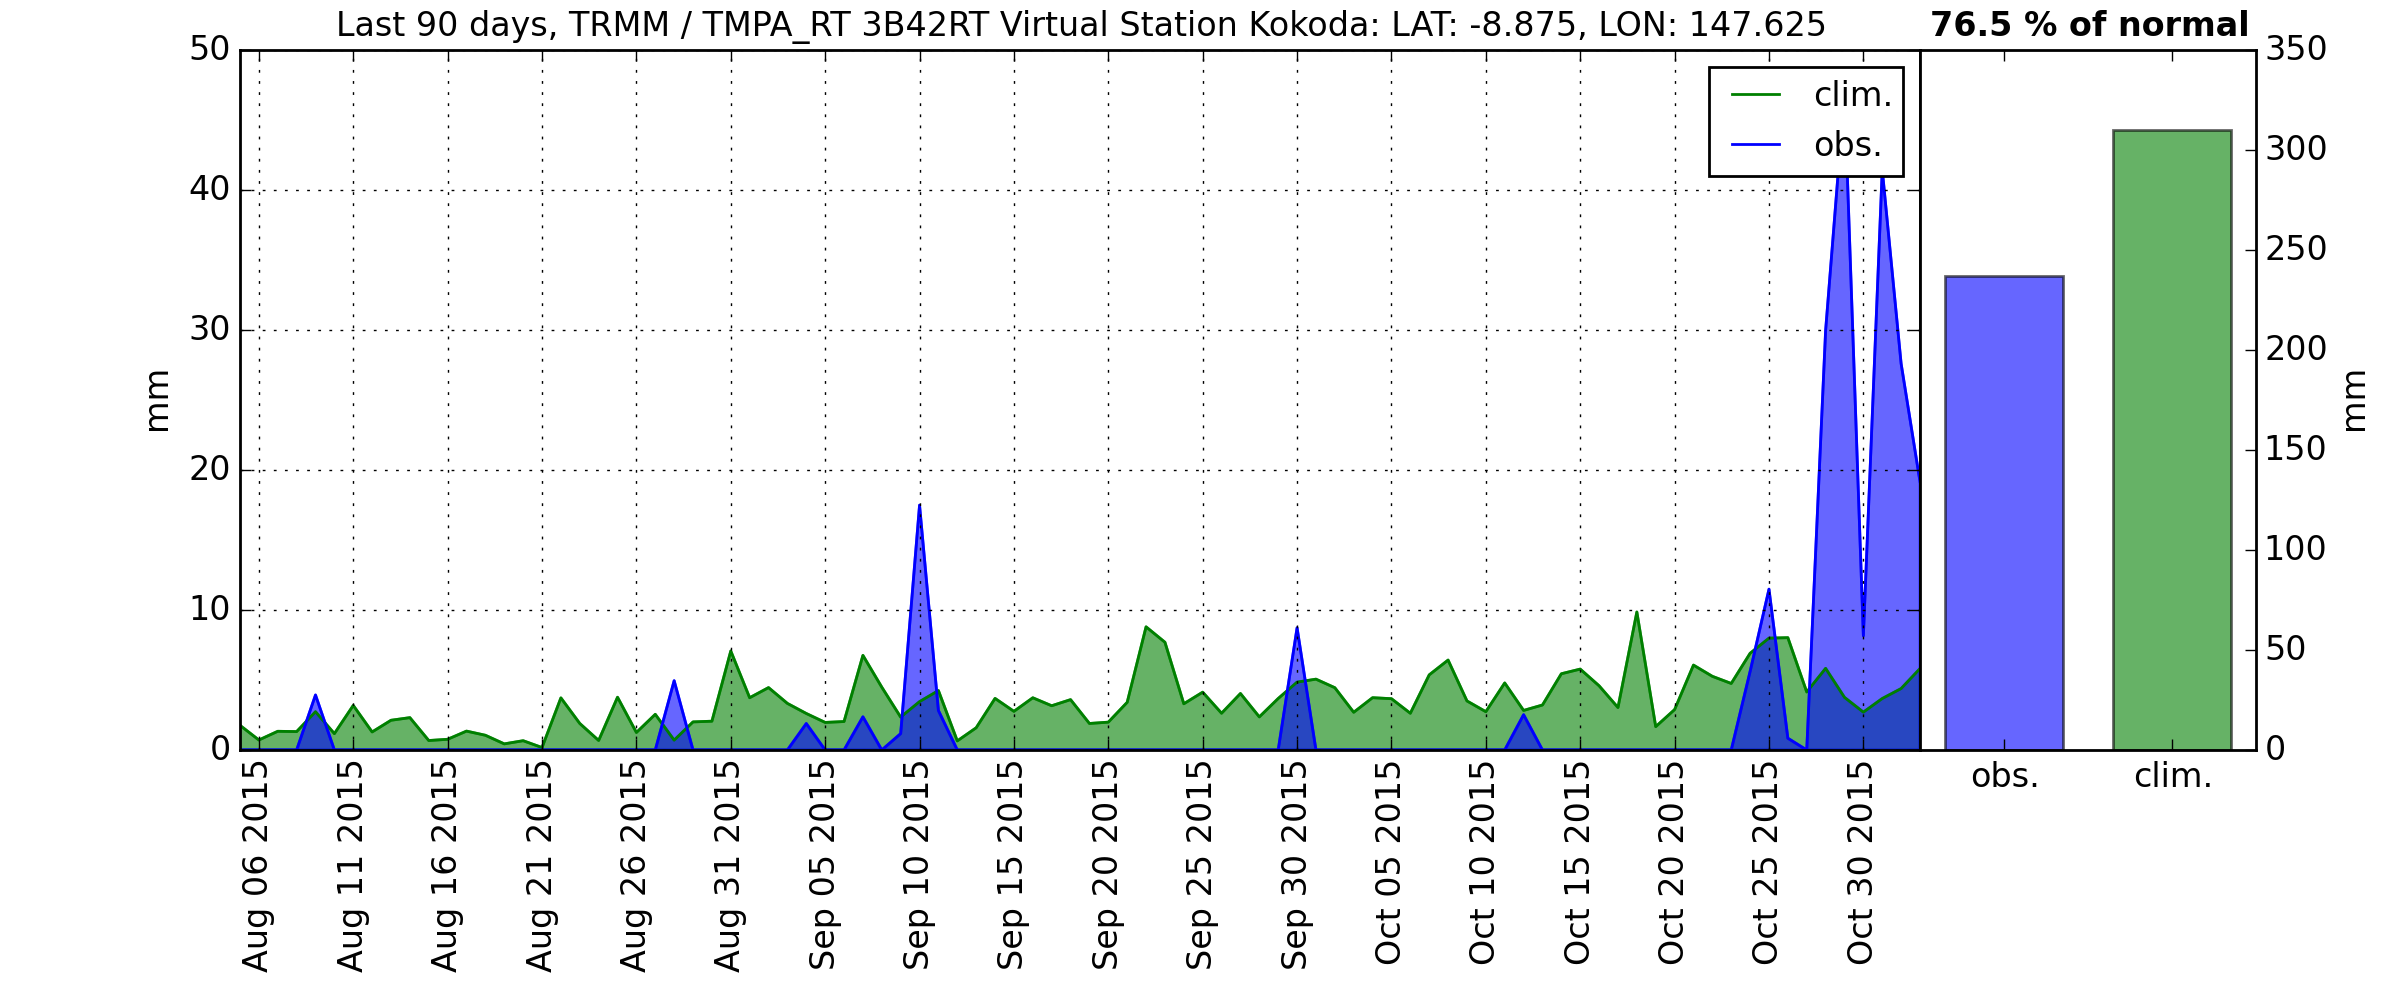 Last 90 days, TRMM / TMPA_RT 3B42RT Virtual Station Kokoda: LAT: -8.875, LON: 147.625
76.5 % of normal
50
40
30
20
10
0
mm
clim.
obs.
350
300
250
200
150
100
50
0
mm
Aug 06 2015
Aug 11 2015
Aug 16 2015
Aug 21 2015
Aug 26 2015
Aug 31 2015
Sep 05 2015
Sep 10 2015
Sep 15 2015
Sep 20 2015
Sep 25 2015
Sep 30 2015
Oct 05 2015
Oct 10 2015
Oct 15 2015
Oct 20 2015
Oct 25 2015
Oct 30 2015
obs.
clim.